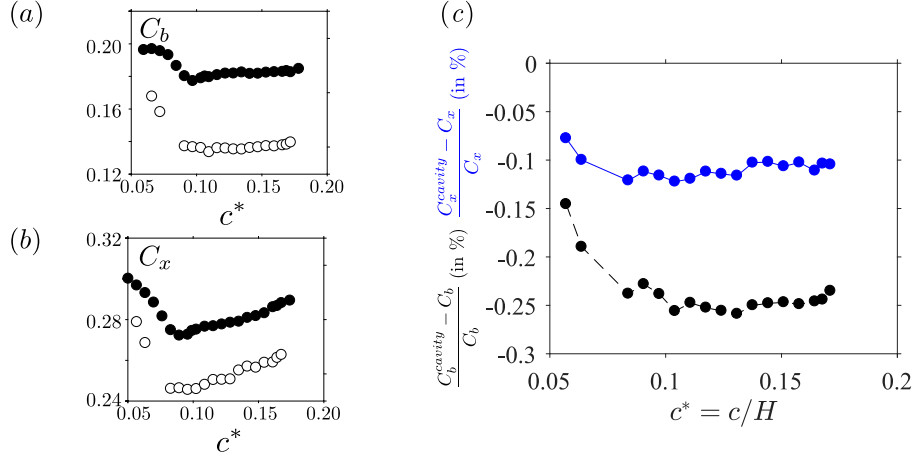 (a)
C_b
0.20
0.16
0.12
0.05 0.10 0.15 0.20
c*
(b)
C_x
0.32
0.28
0.24
0.05 0.10 0.15 0.20
c*
(c)
C_x^{cavity} − C_x / C_x (in %)
C_b^{cavity} − C_b / C_b (in %)
0
-0.05
-0.1
-0.15
-0.2
-0.25
-0.3
0.05 0.1 0.15 0.2
c* = c/H